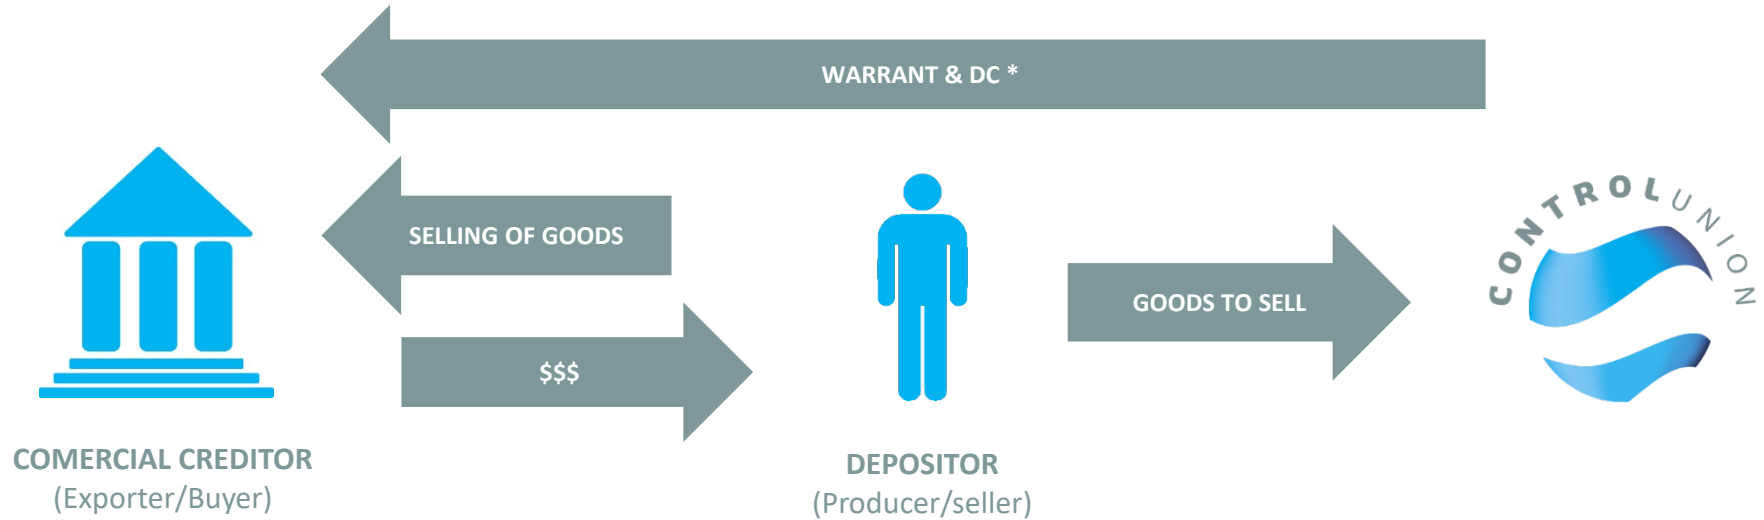 WARRANT & DC *
SELLING OF GOODS
$$$
GOODS TO SELL
CONTROLUNION
COMERCIAL CREDITOR
(Exporter/Buyer)
DEPOSITOR
(Producer/seller)